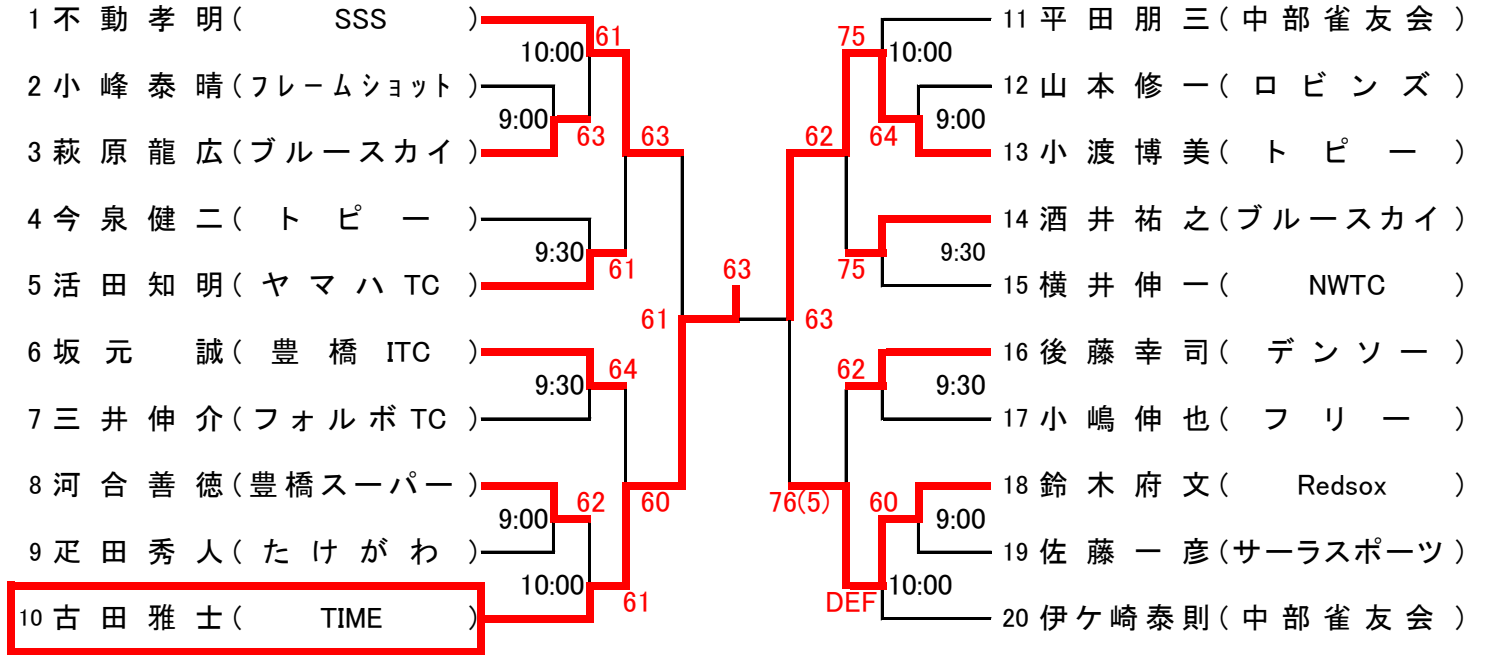 1 不動孝明( SSS )
61
10:00
2 小峰泰晴(フレームショット)
9:00
63
63
3 萩原龍広(ブルースカイ)
4 今泉健二( トピー )
9:30
61
5 活田知明( ヤマハTC )
63
61
6 坂元 誠( 豊橋ITC )
64
9:30
7 三井伸介(フォルボTC )
8 河合善徳(豊橋スーパー)
62
60
9:00
9 疋田秀人( たけがわ )
10:00
61
10 古田雅士( TIME )
11 平田朋三( 中部雀友会 )
75
10:00
12 山本修一( ロビンズ )
9:00
62
64
13 小渡博美( トピー )
14 酒井祐之(ブルースカイ)
9:30
75
15 横井伸一( NWTC )
63
16 後藤幸司( デンソー )
62
9:30
17 小嶋伸也( フリー )
18 鈴木府文( Redsox )
76(5)
60
9:00
19 佐藤一彦(サーラスポーツ)
10:00
DEF
20 伊ケ崎泰則( 中部雀友会 )